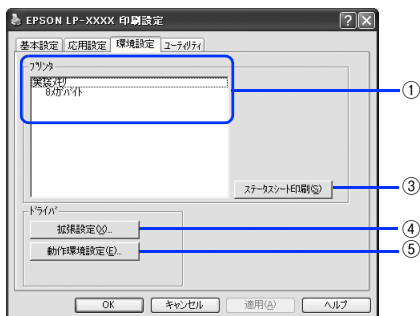 EPSON LP-XXXX 印刷設定
基本設定 応用設定 環境設定 ユーティリティ
プリンタ
実装メモリ
8メガバイト
①
ステータスシート印刷(S)
③
ドライバ
拡張設定(X)...
④
動作環境設定(E)...
⑤
OK キャンセル 適用(A) ヘルプ